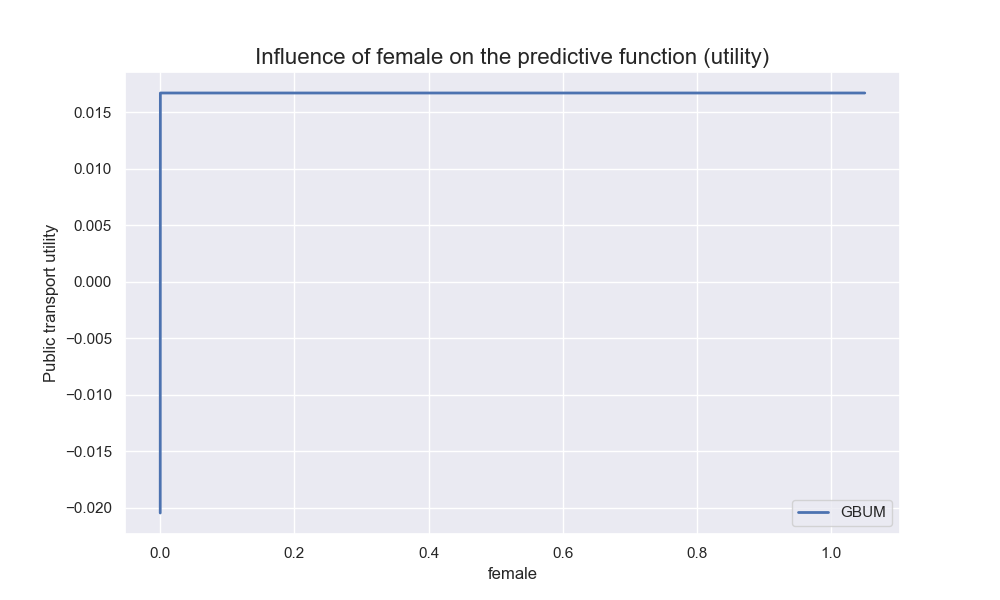 Influence of female on the predictive function (utility)
Public transport utility
0.015
0.010
0.005
0.000
−0.005
−0.010
−0.015
−0.020
GBUM
0.0 0.2 0.4 0.6 0.8 1.0
female